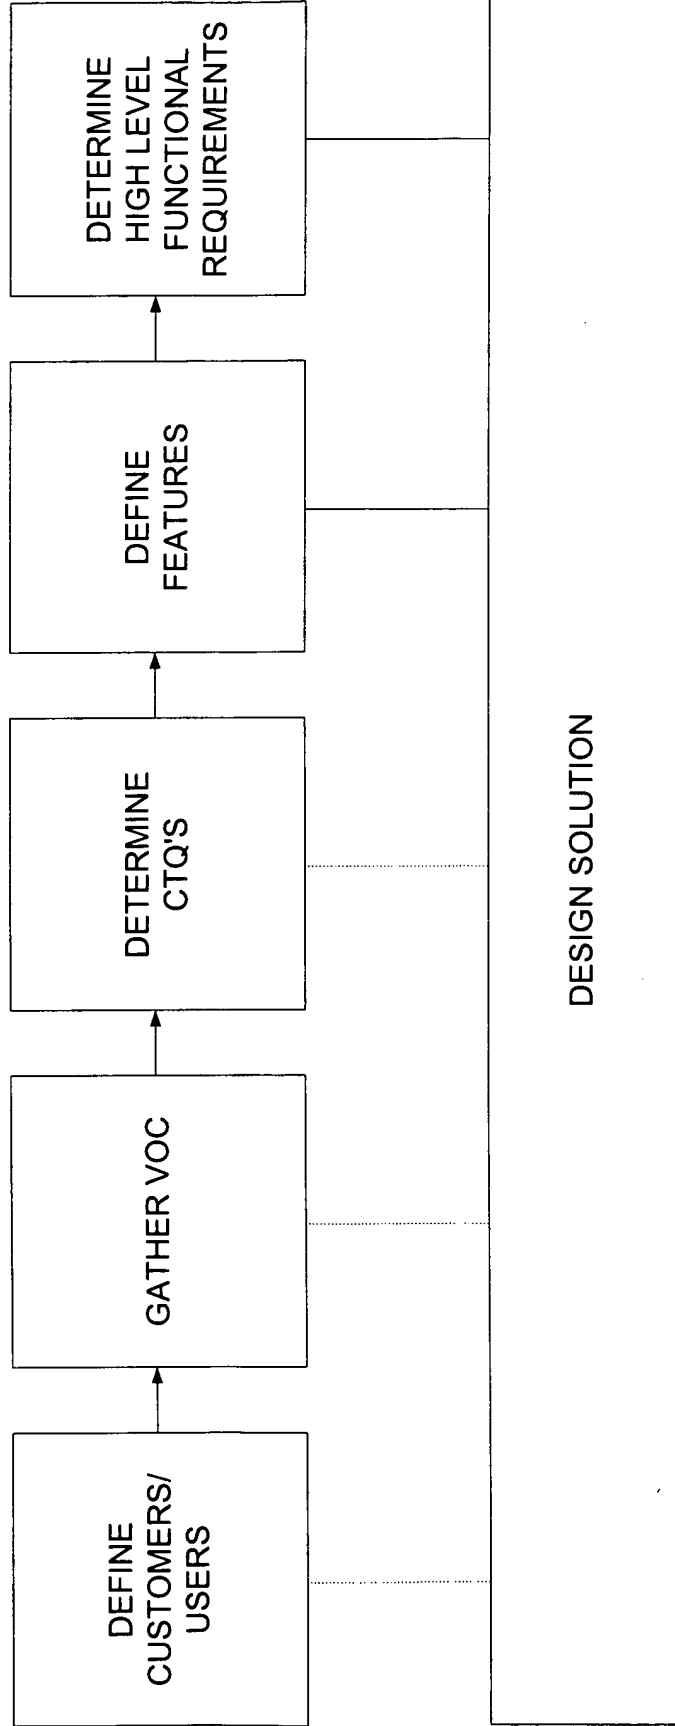 DEFINE
CUSTOMERS/
USERS
GATHER VOC
DETERMINE
CTQ'S
DEFINE
FEATURES
DETERMINE
HIGH LEVEL
FUNCTIONAL
REQUIREMENTS
DESIGN SOLUTION